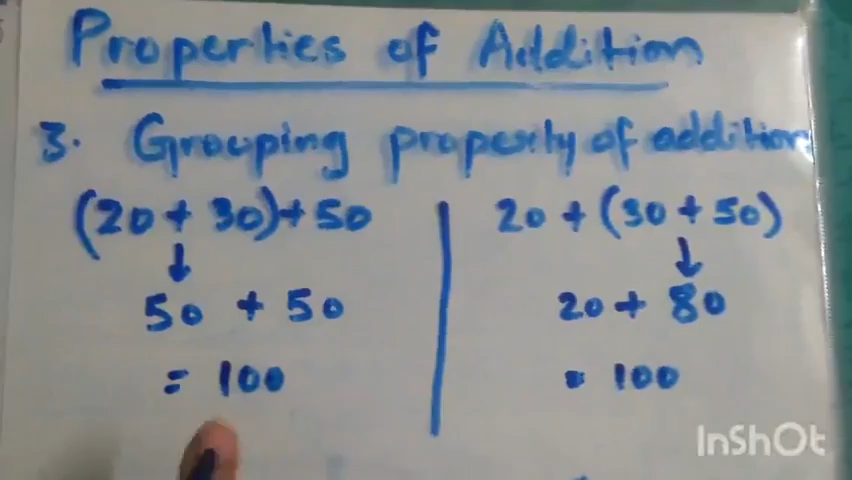 Properties of Addition
3. Grouping property of addition
(20 + 30) + 50
↓
50 + 50
= 100
20 + (30 + 50)
↓
20 + 80
= 100
InShOt